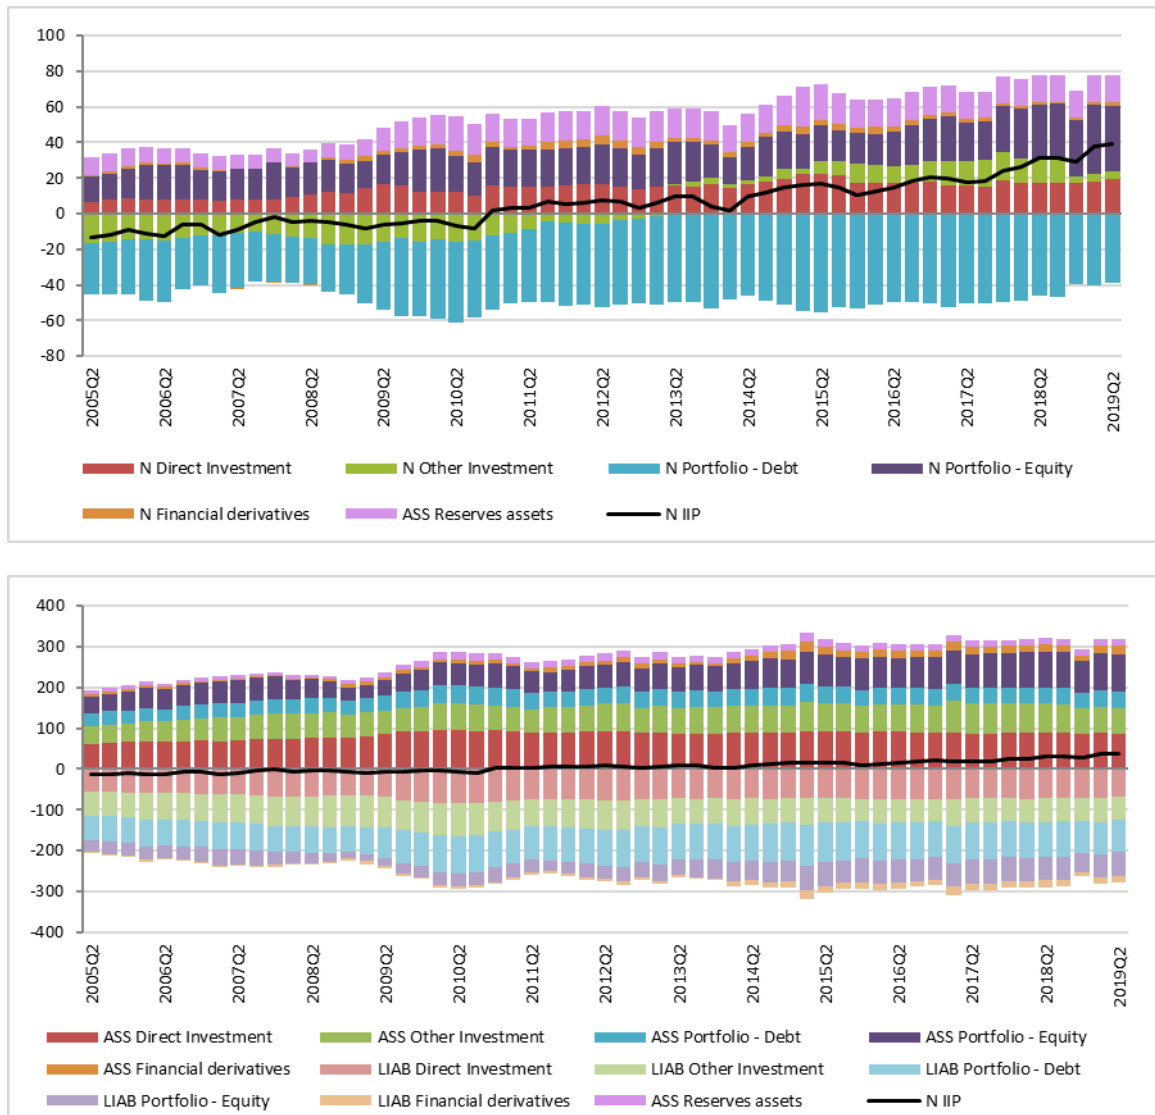 100
80
60
40
20
0
-20
-40
-60
-80
2005Q2
2006Q2
2007Q2
2008Q2
2009Q2
2010Q2
2011Q2
2012Q2
2013Q2
2014Q2
2015Q2
2016Q2
2017Q2
2018Q2
2019Q2
N Direct Investment N Other Investment N Portfolio - Debt N Portfolio - Equity
N Financial derivatives ASS Reserves assets N IIP
400
300
200
100
0
-100
-200
-300
-400
2005Q2
2006Q2
2007Q2
2008Q2
2009Q2
2010Q2
2011Q2
2012Q2
2013Q2
2014Q2
2015Q2
2016Q2
2017Q2
2018Q2
2019Q2
ASS Direct Investment ASS Other Investment ASS Portfolio - Debt ASS Portfolio - Equity
ASS Financial derivatives LIAB Direct Investment LIAB Other Investment LIAB Portfolio - Debt
LIAB Portfolio - Equity LIAB Financial derivatives ASS Reserves assets N IIP